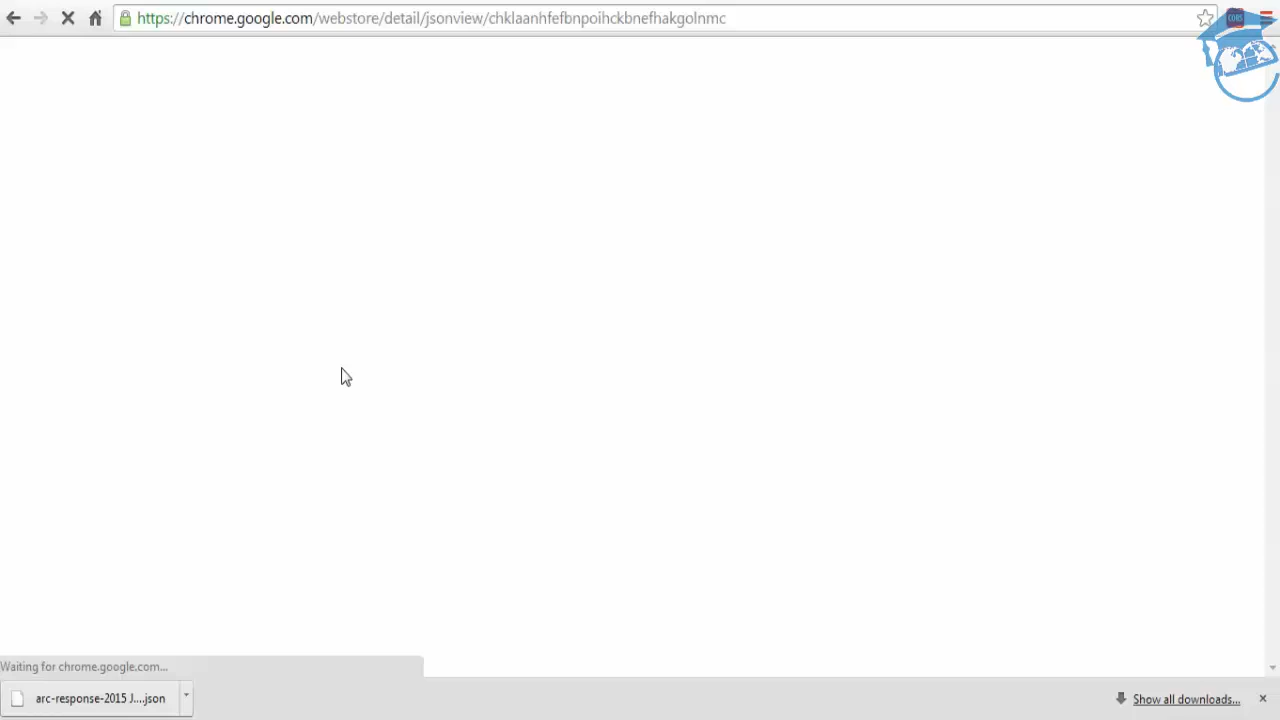 https://chrome.google.com/webstore/detail/jsonview/chklaanhfefbnpoihckbnefhakgolnmc
CORS
Waiting for chrome.google.com...
arc-response-2015 J....json
Show all downloads...